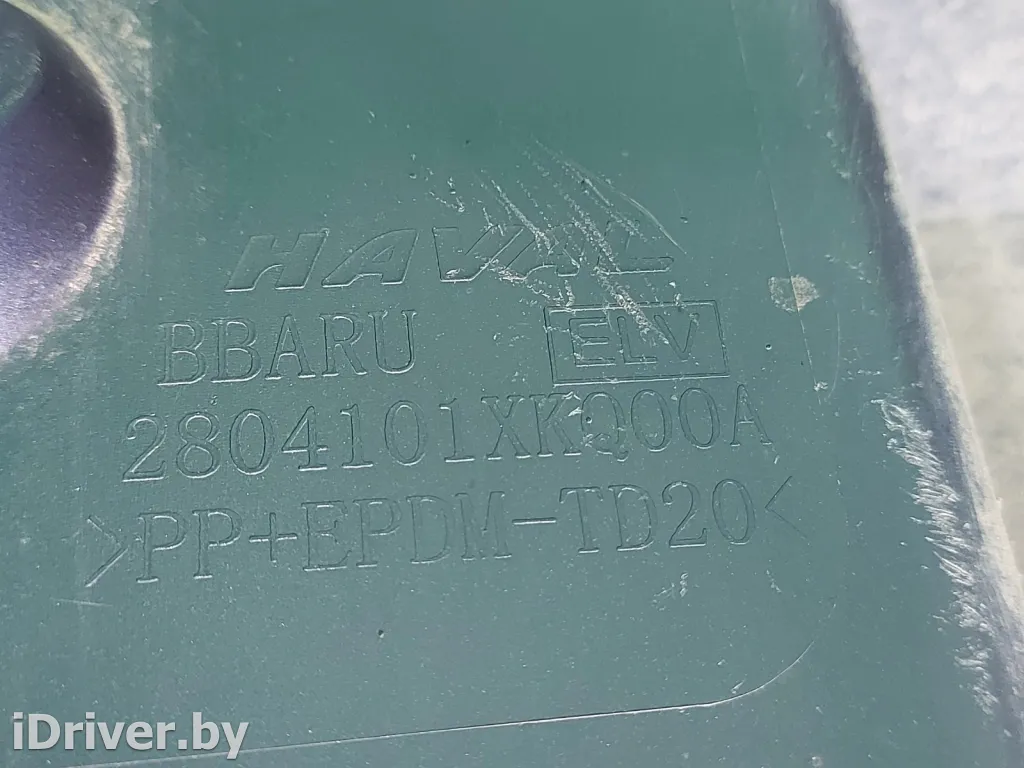 HAVAL
BBARU ELV
2804101XKQ00A
>PP+EPDM-TD20<
iDriver.by